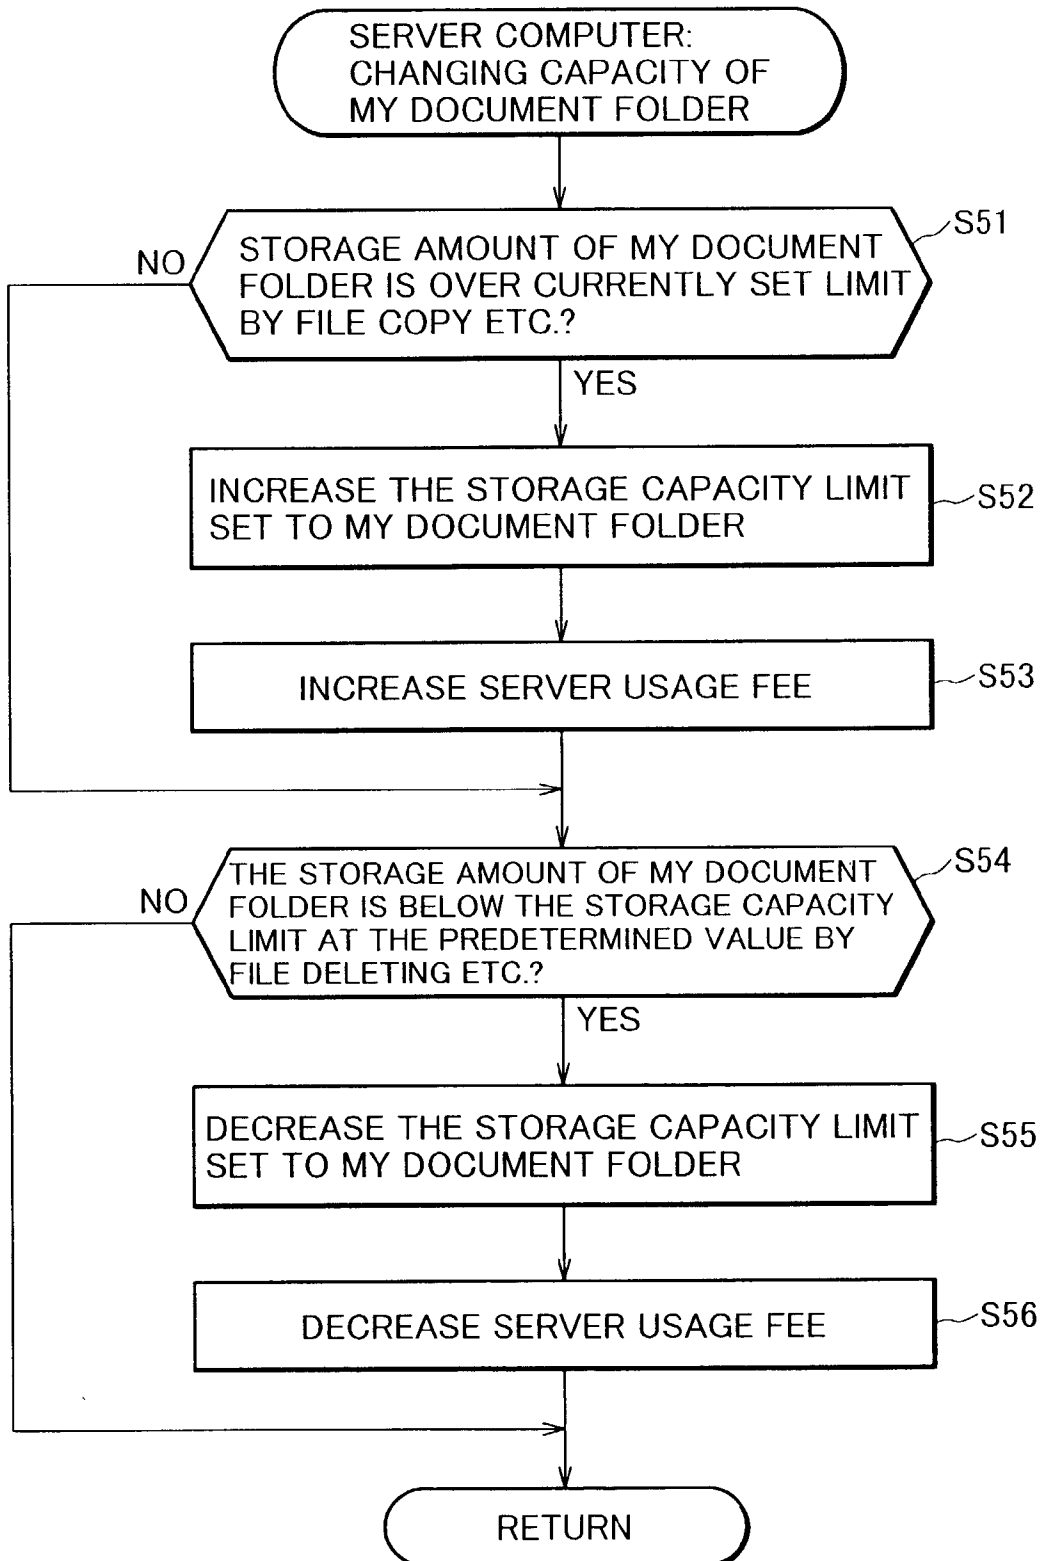 SERVER COMPUTER:
CHANGING CAPACITY OF
MY DOCUMENT FOLDER
S51
NO
STORAGE AMOUNT OF MY DOCUMENT
FOLDER IS OVER CURRENTLY SET LIMIT
BY FILE COPY ETC.?
YES
INCREASE THE STORAGE CAPACITY LIMIT
SET TO MY DOCUMENT FOLDER
S52
INCREASE SERVER USAGE FEE
S53
S54
NO
THE STORAGE AMOUNT OF MY DOCUMENT
FOLDER IS BELOW THE STORAGE CAPACITY
LIMIT AT THE PREDETERMINED VALUE BY
FILE DELETING ETC.?
YES
DECREASE THE STORAGE CAPACITY LIMIT
SET TO MY DOCUMENT FOLDER
S55
DECREASE SERVER USAGE FEE
S56
RETURN